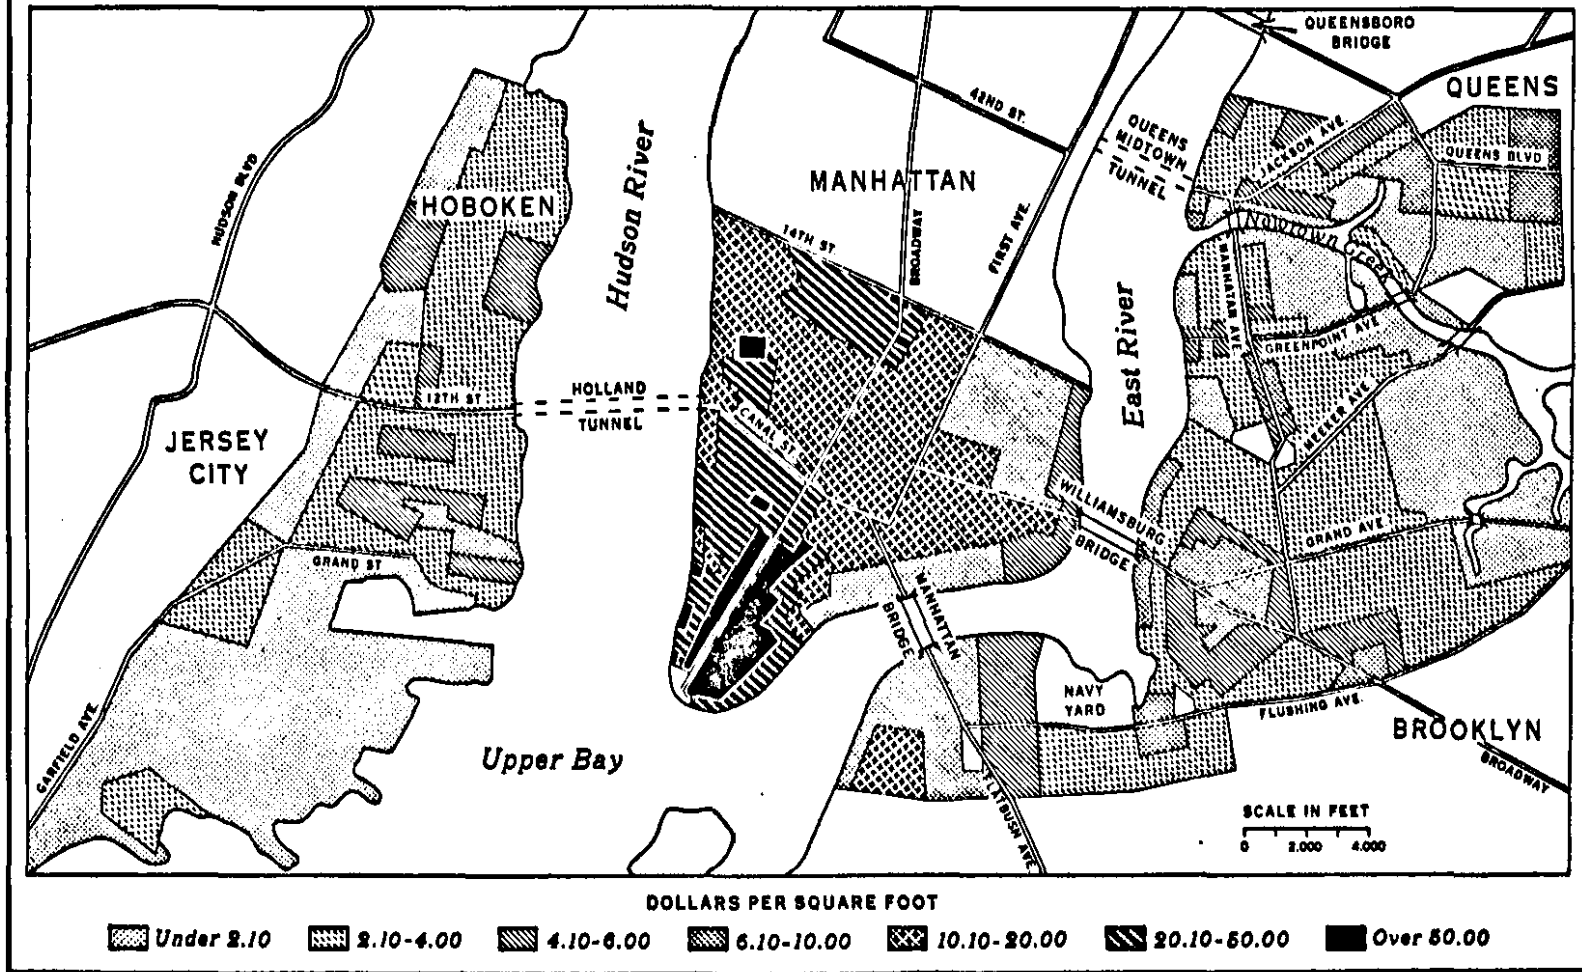 QUEENSBORO
BRIDGE
QUEENS
42ND ST.
QUEENS
MIDTOWN
TUNNEL
JACKSON AVE.
QUEENS BLVD
HUDSON BLVD
HOBOKEN
Hudson River
MANHATTAN
BROADWAY
FIRST AVE.
14TH ST
Newtown Creek
MANHATTAN AVE
GREENPOINT AVE
East River
HOLLAND
TUNNEL
12TH ST
CANAL ST.
MEEKER AVE.
JERSEY
CITY
WILLIAMSBURG
BRIDGE
GRAND AVE.
GRAND ST
MANHATTAN
BRIDGE
NAVY
YARD
FLUSHING AVE.
BROOKLYN
BROADWAY
GARFIELD AVE.
Upper Bay
FLATBUSH AVE.
SCALE IN FEET
0 2.000 4.000
DOLLARS PER SQUARE FOOT
Under 2.10 2.10-4.00 4.10-6.00 6.10-10.00 10.10-20.00 20.10-50.00 Over 50.00